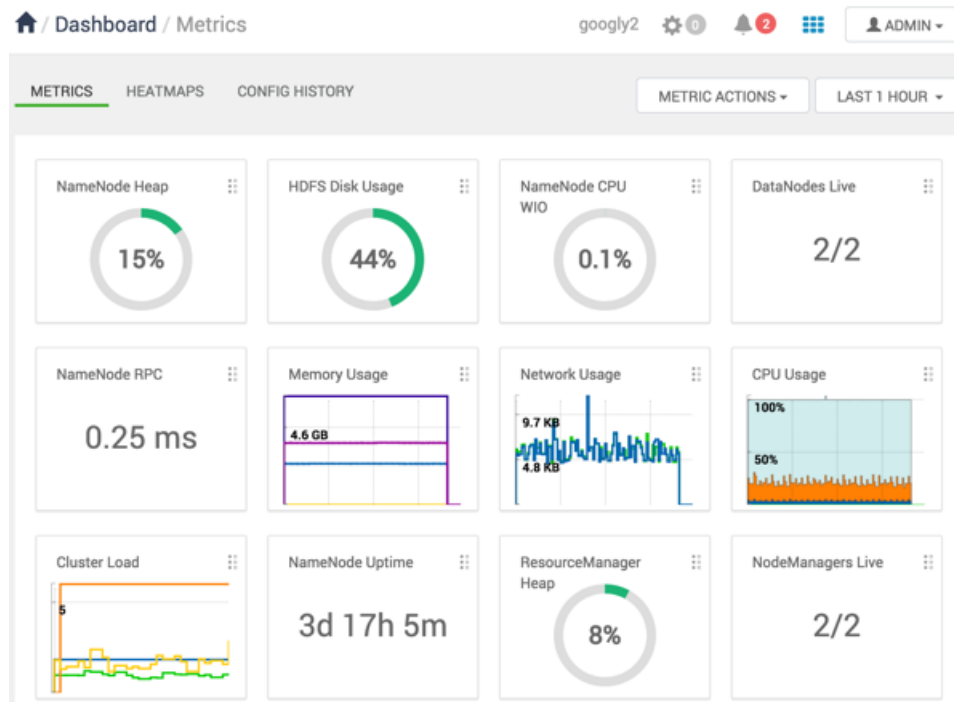 / Dashboard / Metrics
googly2
0
2
ADMIN
METRICS
HEATMAPS
CONFIG HISTORY
METRIC ACTIONS
LAST 1 HOUR
NameNode Heap
15%
HDFS Disk Usage
44%
NameNode CPU
WIO
0.1%
DataNodes Live
2/2
NameNode RPC
0.25 ms
Memory Usage
4.6 GB
Network Usage
9.7 KB
4.8 KB
CPU Usage
100%
50%
Cluster Load
5
NameNode Uptime
3d 17h 5m
ResourceManager
Heap
8%
NodeManagers Live
2/2